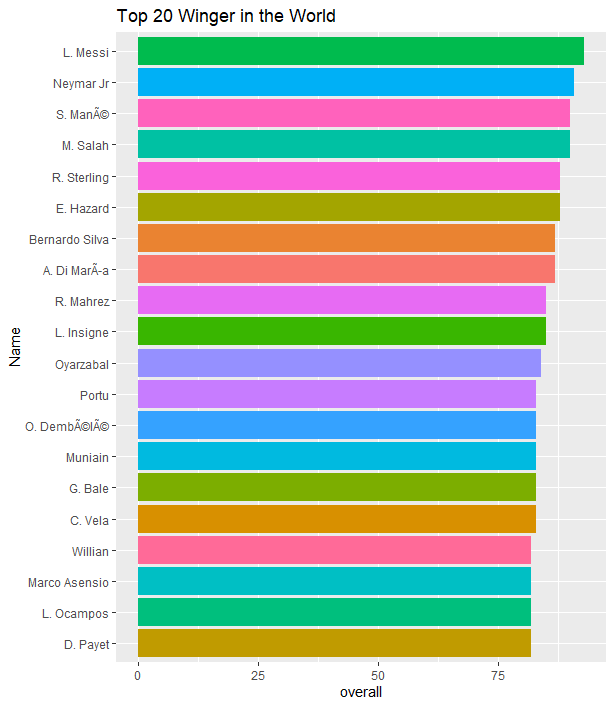 Top 20 Winger in the World
L. Messi
Neymar Jr
S. ManÃ©
M. Salah
R. Sterling
E. Hazard
Bernardo Silva
A. Di MarÃ-a
R. Mahrez
L. Insigne
Oyarzabal
Portu
O. DembÃ©lÃ©
Muniain
G. Bale
C. Vela
Willian
Marco Asensio
L. Ocampos
D. Payet
Name
0 25 50 75
overall